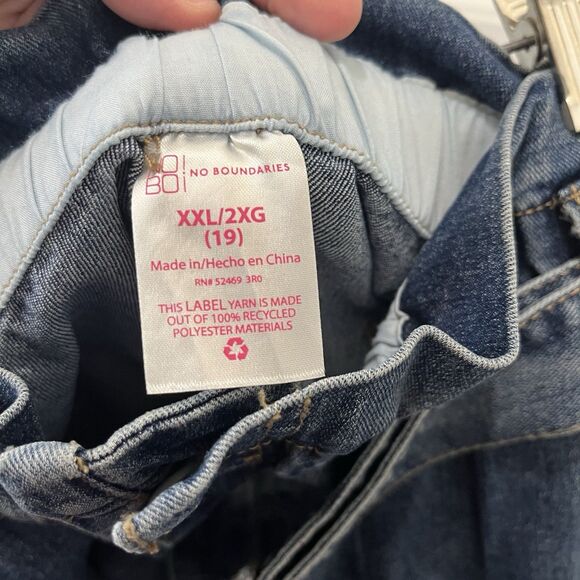 NO!
BO!
NO BOUNDARIES
XXL/2XG
(19)
Made in/Hecho en China
RN# 52469 3R0
THIS LABEL YARN IS MADE
OUT OF 100% RECYCLED
POLYESTER MATERIALS